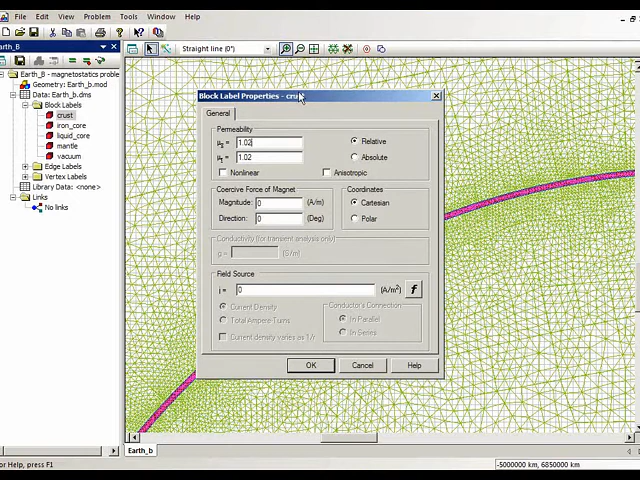 File Edit View Problem Tools Window Help
Straight line (0°)
Earth_B
Earth_B - magnetostatics proble
Geometry: Earth_b.mod
Data: Earth_b.dms
Block Labels
crust
iron_core
liquid_core
mantle
vacuum
Edge Labels
Vertex Labels
Library Data: <none>
Links
No links
Block Label Properties - crust
General
Permeability
= 1.02
= 1.02
Relative
Absolute
Nonlinear
Anisotropic
Coercive Force of Magnet
Magnitude: 0 (A/m)
Direction: 0 (Deg)
Coordinates
Cartesian
Polar
Conductivity (for transient analysis only)
g = (S/m)
Field Source
j = 0 (A/m²) f
Current Density
Total Ampere-Turns
Current density varies as 1/r
Conductor's Connection
In Parallel
In Series
OK Cancel Help
Earth_b
For Help, press F1
-5000000 km, 6850000 km